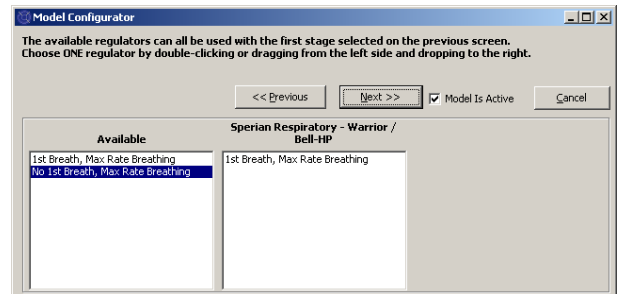 Model Configurator
The available regulators can all be used with the first stage selected on the previous screen.
Choose ONE regulator by double-clicking or dragging from the left side and dropping to the right.
<< Previous
Next >>
Model Is Active
Cancel
Available
Sperian Respiratory - Warrior /
Bell-HP
1st Breath, Max Rate Breathing
No 1st Breath, Max Rate Breathing
1st Breath, Max Rate Breathing